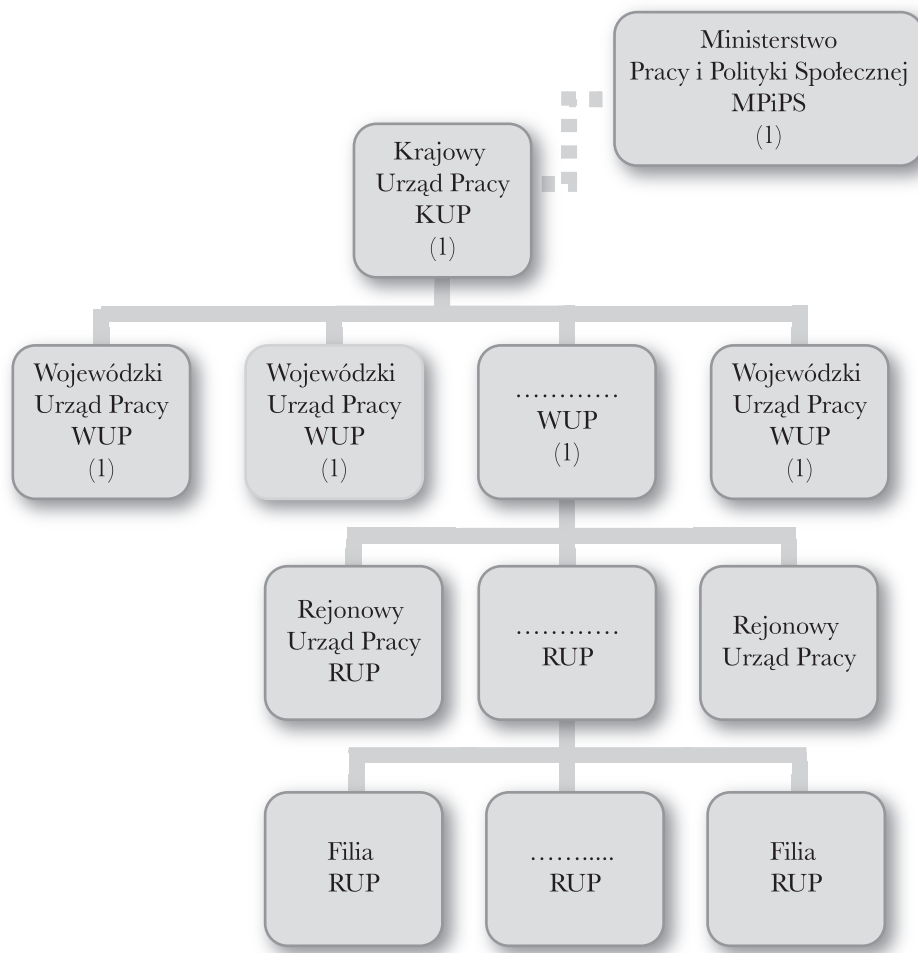 Ministerstwo
Pracy i Polityki Społecznej
MPiPS
(1)
Krajowy
Urząd Pracy
KUP
(1)
Wojewódzki
Urząd Pracy
WUP
(1)
Wojewódzki
Urząd Pracy
WUP
(1)
…………
WUP
(1)
Wojewódzki
Urząd Pracy
WUP
(1)
Rejonowy
Urząd Pracy
RUP
…………
RUP
Rejonowy
Urząd Pracy
Filia
RUP
…….....
RUP
Filia
RUP